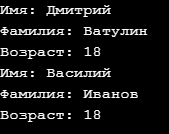 Имя: Дмитрий
Фамилия: Ватулин
Возраст: 18
Имя: Василий
Фамилия: Иванов
Возраст: 18